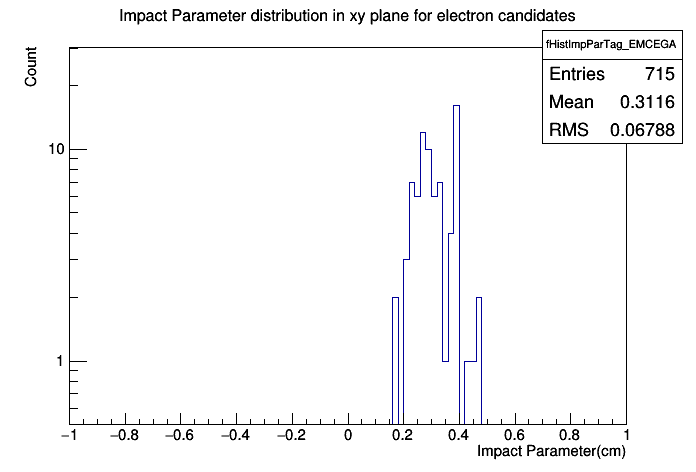 Impact Parameter distribution in xy plane for electron candidates
Count
fHistImpParTag_EMCEGA
Entries 715
Mean 0.3116
RMS 0.06788
10
1
−1 −0.8 −0.6 −0.4 −0.2 0 0.2 0.4 0.6 0.8 1
Impact Parameter(cm)